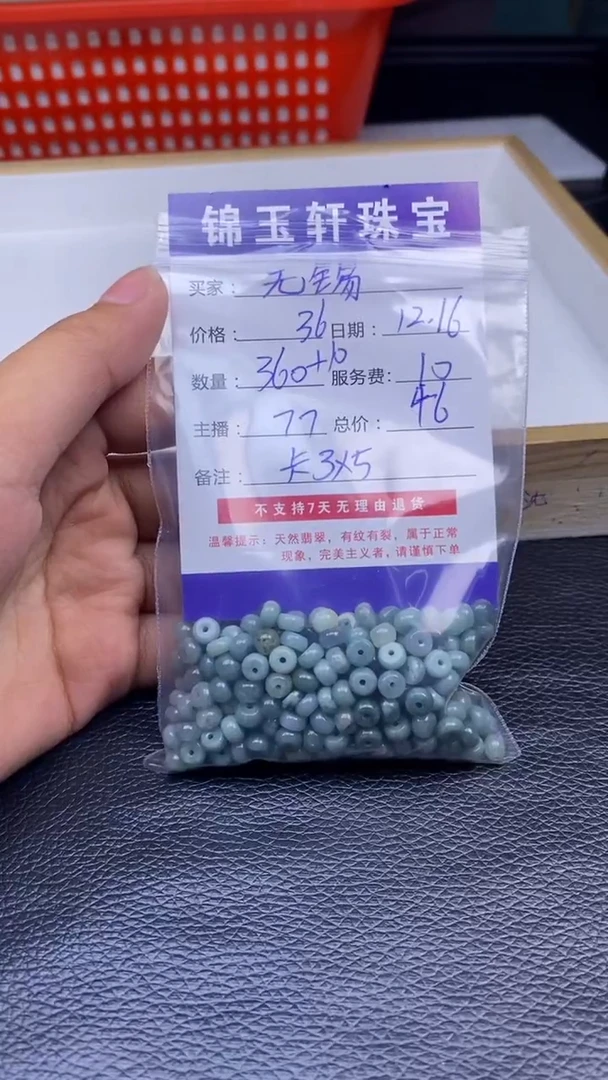 锦玉轩珠宝
买家：无锡
价格：36 日期：12.16
数量：360+10 服务费：10
主播：77 总价：46
备注：卡3×5
不支持7天无理由退货
温馨提示：天然翡翠，有纹有裂，属于正常
现象，完美主义者，请谨慎下单